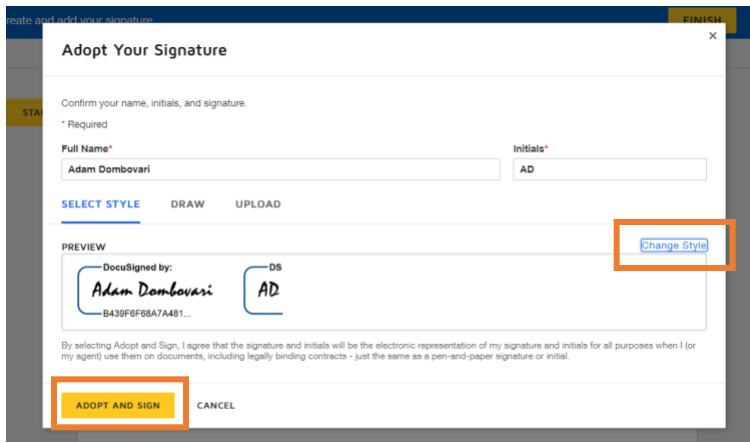 reate and add your signature
FINISH
Adopt Your Signature
×
Confirm your name, initials, and signature.
* Required
STA
Full Name*
Initials*
Adam Dombovari
AD
SELECT STYLE DRAW UPLOAD
PREVIEW
Change Style
DocuSigned by:
DS
Adam Dombovari
AD
B439F6F68A7A481...
By selecting Adopt and Sign, I agree that the signature and initials will be the electronic representation of my signature and initials for all purposes when I (or
my agent) use them on documents, including legally binding contracts - just the same as a pen-and-paper signature or initial.
ADOPT AND SIGN
CANCEL